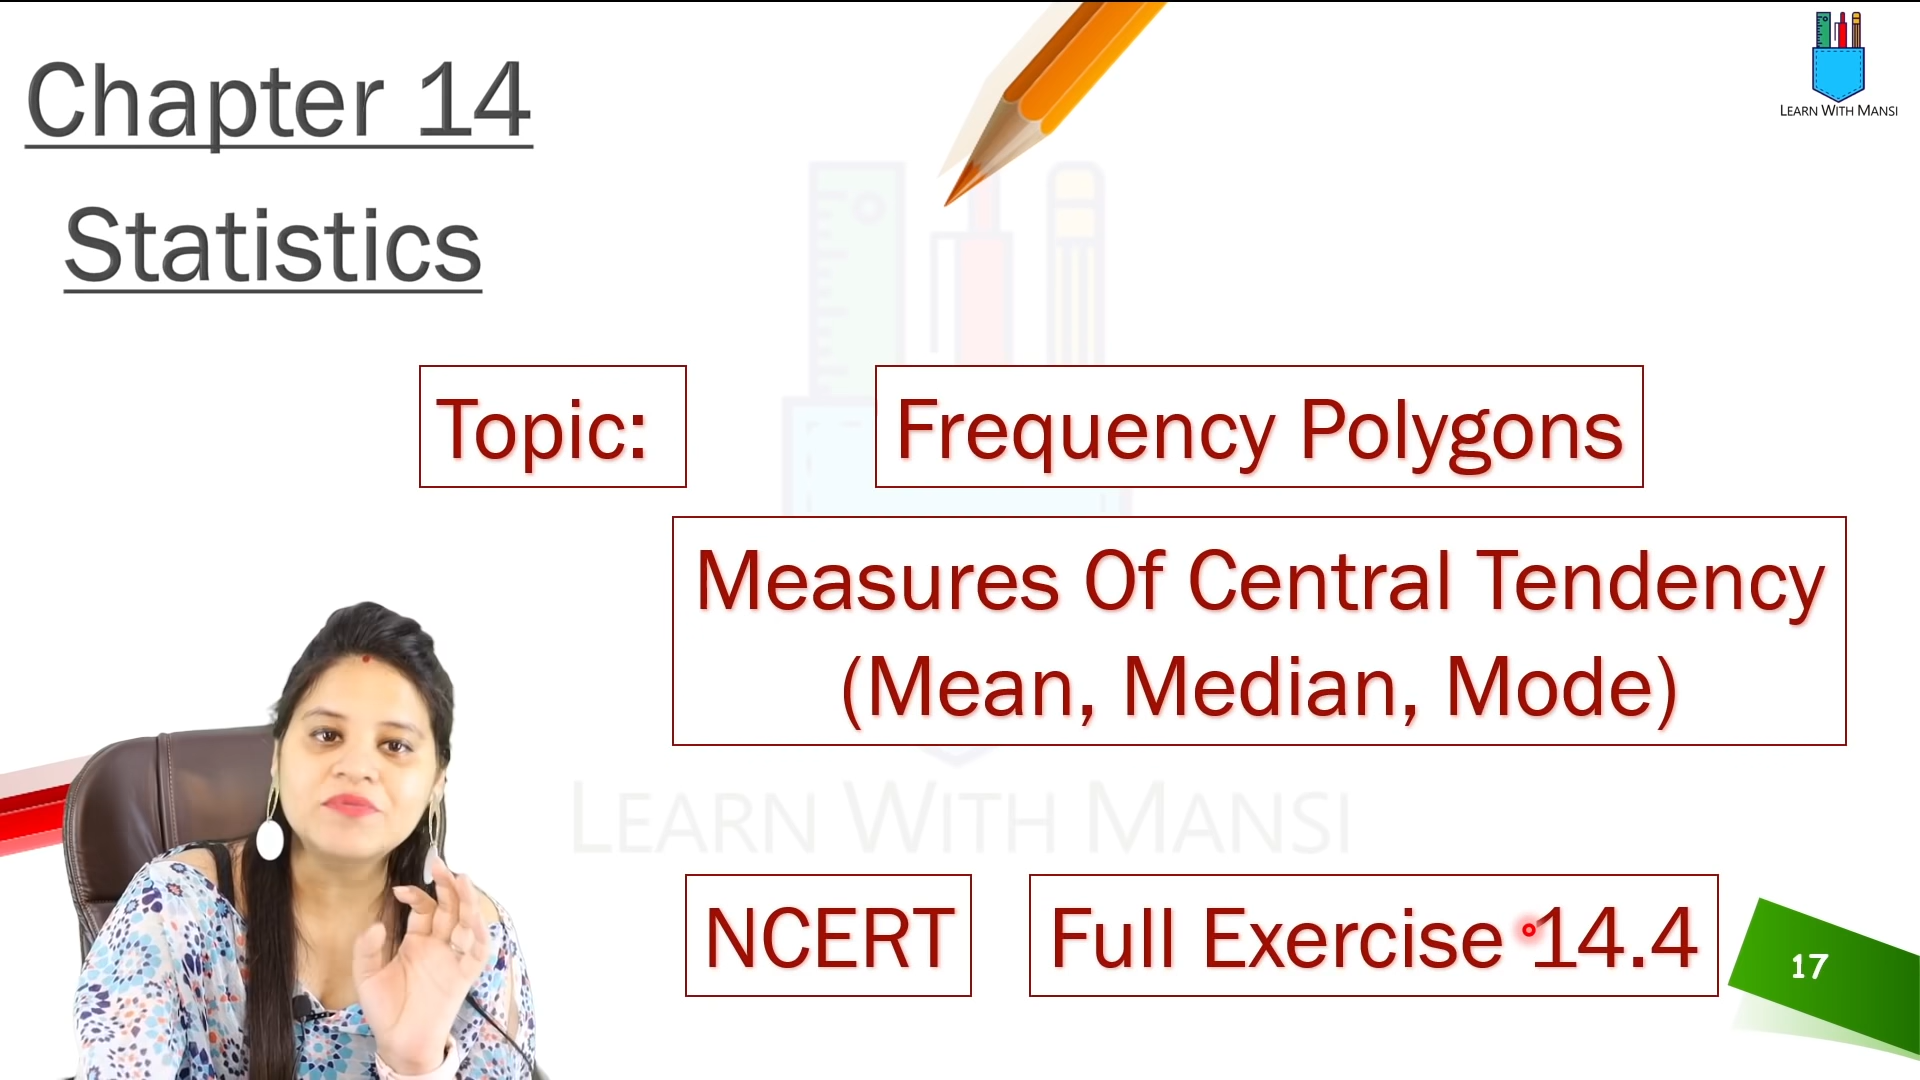 Chapter 14
Statistics
LEARN WITH MANSI
Topic:
Frequency Polygons
Measures Of Central Tendency
(Mean, Median, Mode)
LEARN WITH MANSI
NCERT
Full Exercise 14.4
17